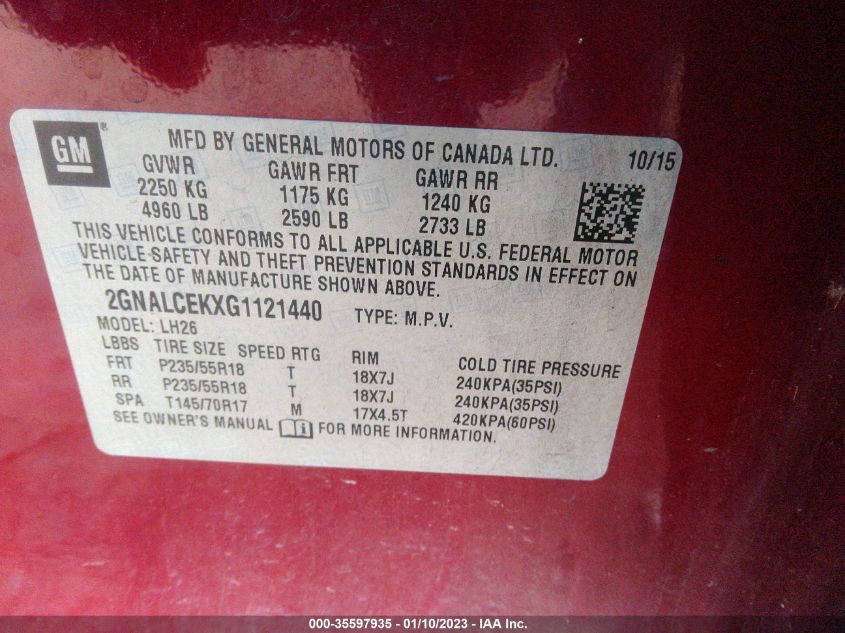 GM ® MFD BY GENERAL MOTORS OF CANADA LTD. 10/15
GVWR GAWR FRT GAWR RR
2250 KG 1175 KG 1240 KG
4960 LB 2590 LB 2733 LB
THIS VEHICLE CONFORMS TO ALL APPLICABLE U.S. FEDERAL MOTOR
VEHICLE SAFETY AND THEFT PREVENTION STANDARDS IN EFFECT ON
THE DATE OF MANUFACTURE SHOWN ABOVE.
2GNALCEKXG1121440 TYPE: M.P.V.
MODEL: LH26
LBBS TIRE SIZE SPEED RTG RIM COLD TIRE PRESSURE
FRT P235/55R18 T 18X7J 240KPA(35PSI)
RR P235/55R18 T 18X7J 240KPA(35PSI)
SPA T145/70R17 M 17X4.5T 420KPA(60PSI)
SEE OWNER'S MANUAL i FOR MORE INFORMATION.
000-35597935 - 01/10/2023 - IAA Inc.